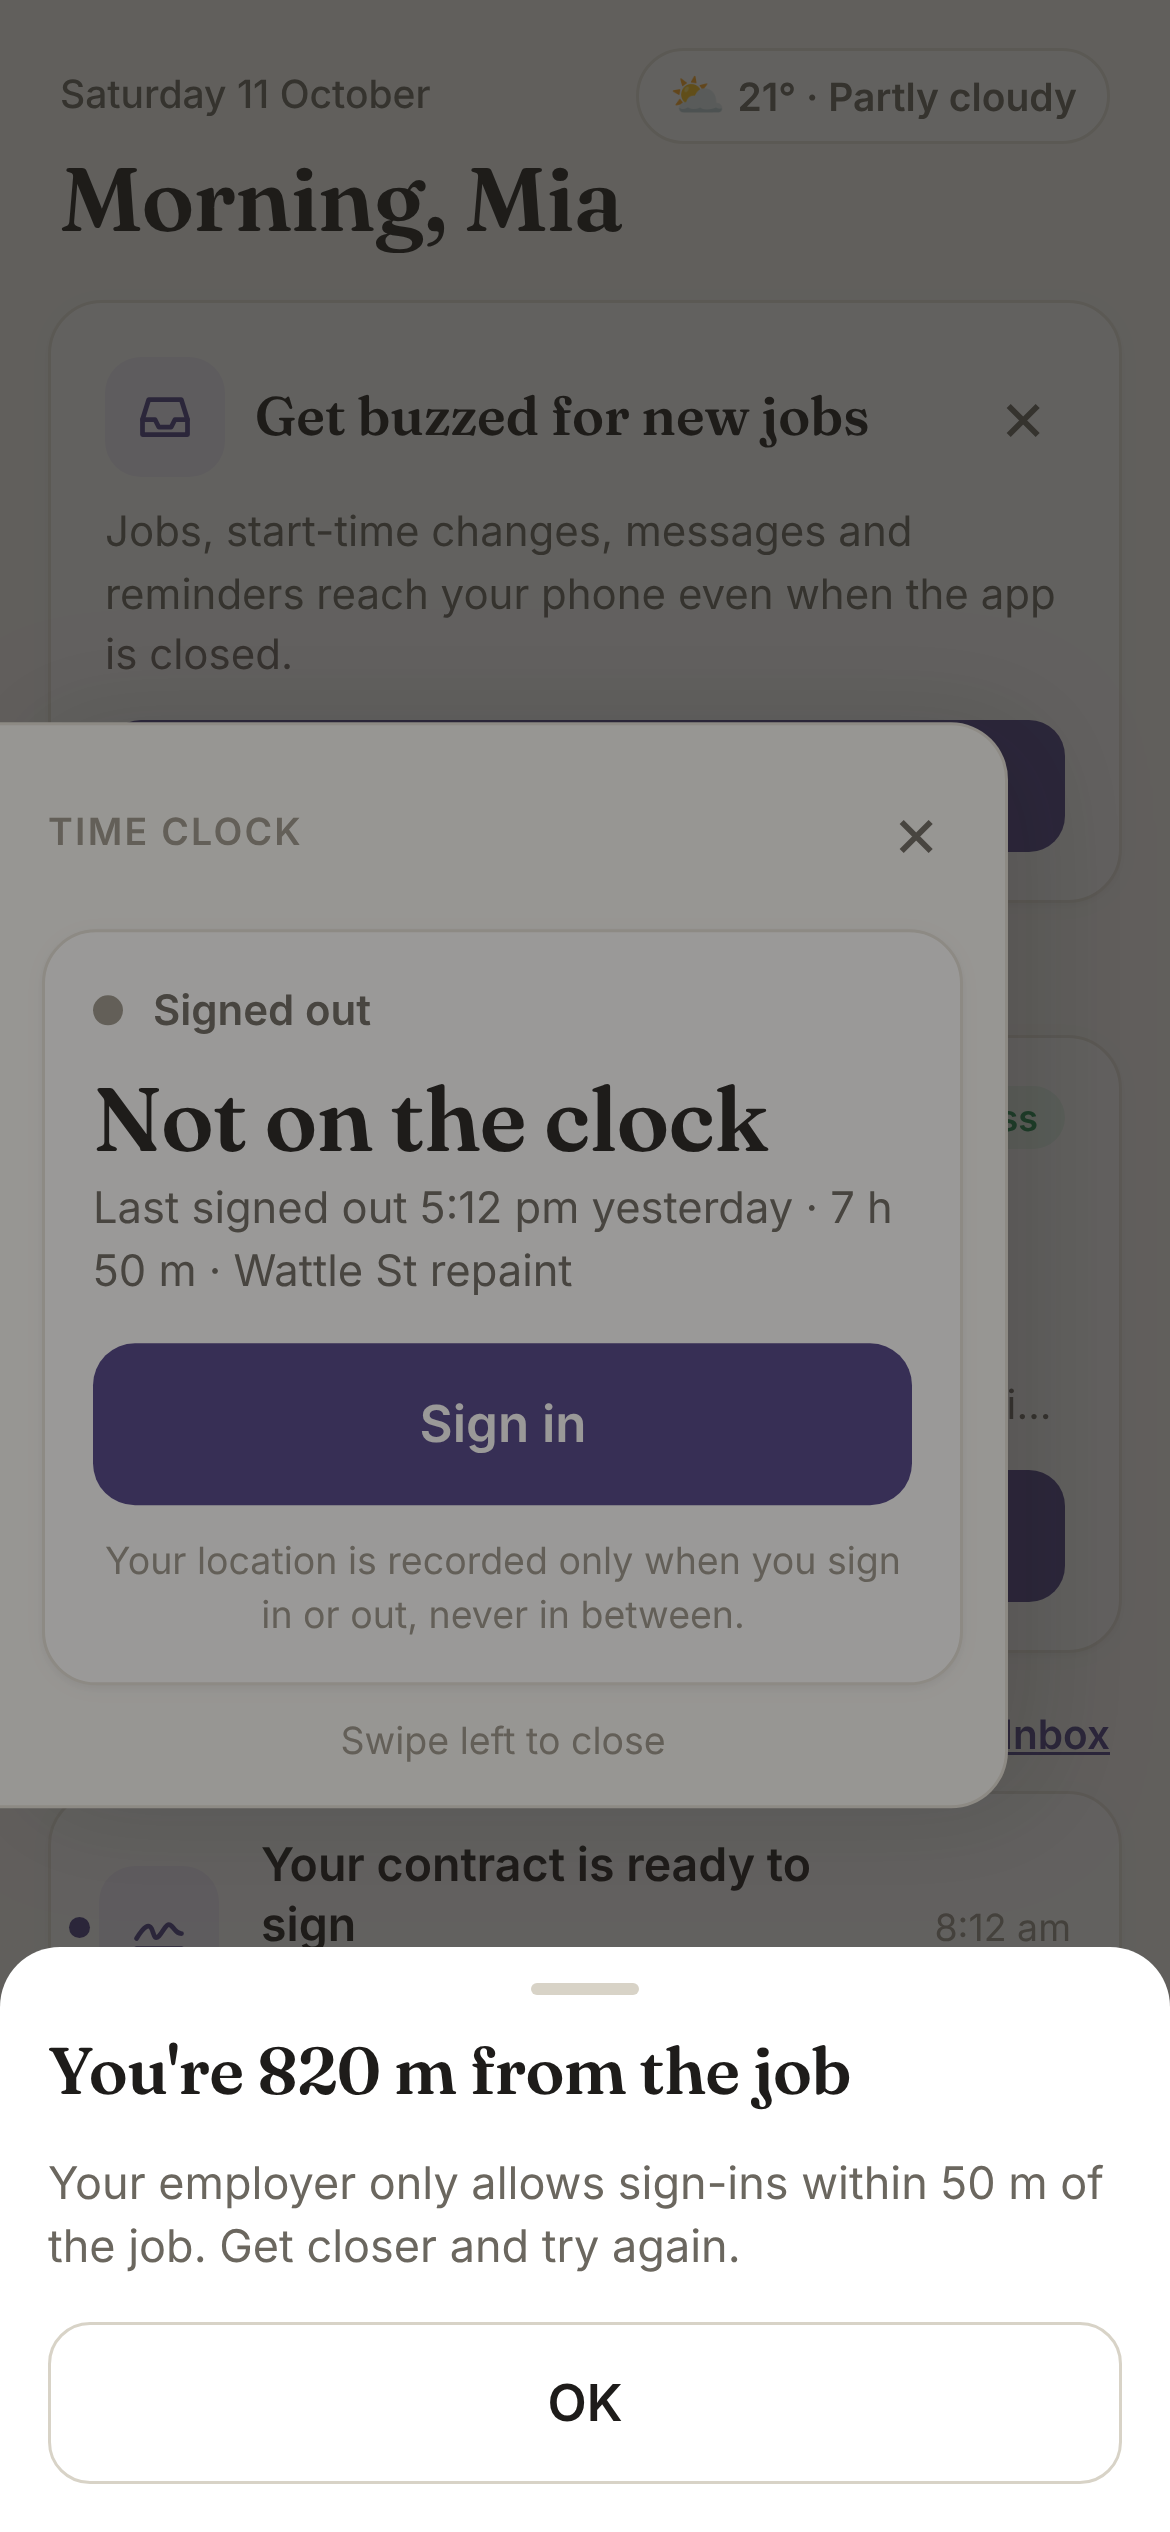 Saturday 11 October
21° · Partly cloudy
Morning, Mia
Get buzzed for new jobs
Jobs, start-time changes, messages and
reminders reach your phone even when the app
is closed.
TIME CLOCK
Signed out
Not on the clock
Last signed out 5:12 pm yesterday · 7 h
50 m · Wattle St repaint
Sign in
Your location is recorded only when you sign
in or out, never in between.
Swipe left to close
Inbox
Your contract is ready to
sign
8:12 am
You're 820 m from the job
Your employer only allows sign-ins within 50 m of
the job. Get closer and try again.
OK